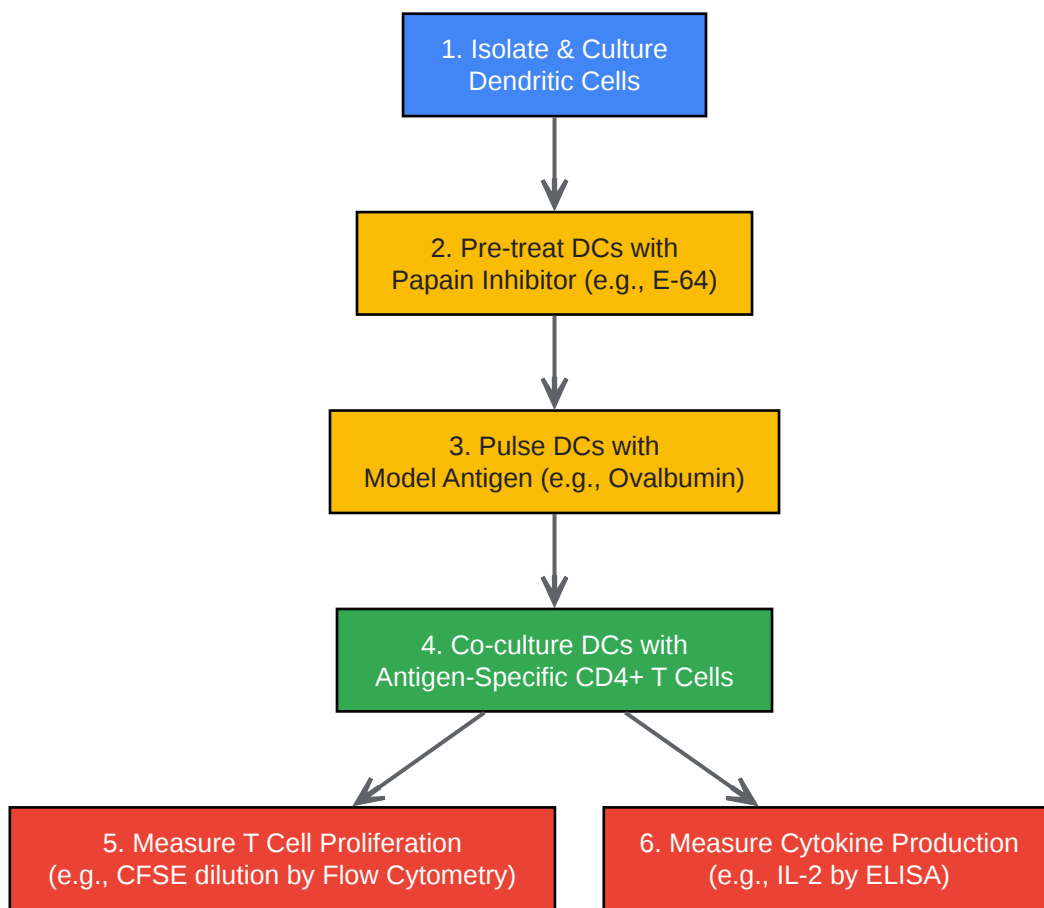 1. Isolate & Culture
Dendritic Cells
2. Pre-treat DCs with
Papain Inhibitor (e.g., E-64)
3. Pulse DCs with
Model Antigen (e.g., Ovalbumin)
4. Co-culture DCs with
Antigen-Specific CD4+ T Cells
5. Measure T Cell Proliferation
(e.g., CFSE dilution by Flow Cytometry)
6. Measure Cytokine Production
(e.g., IL-2 by ELISA)